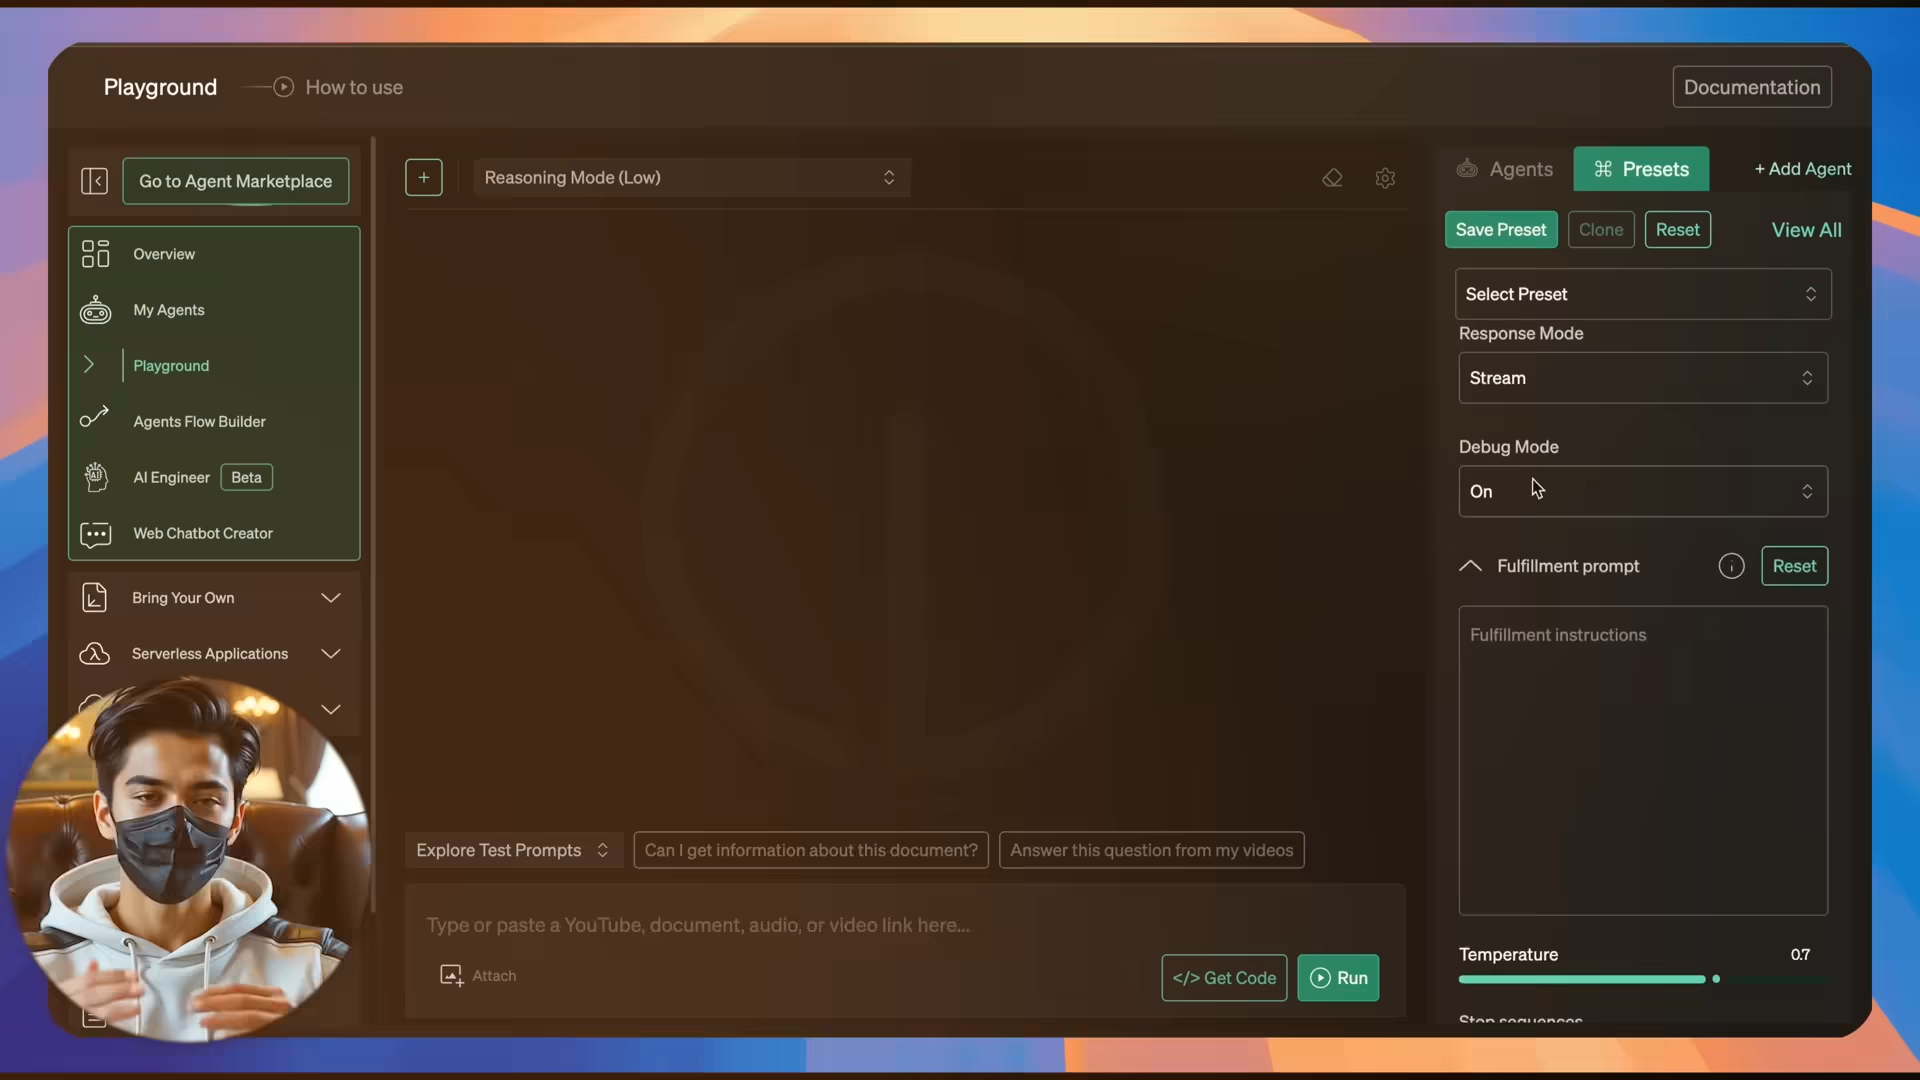 Playground
How to use
Documentation
Go to Agent Marketplace
Overview
My Agents
Playground
Agents Flow Builder
AI
AI Engineer Beta
Web Chatbot Creator
Bring Your Own
Serverless Applications
+
Reasoning Mode (Low)
Explore Test Prompts
Can I get information about this document?
Answer this question from my videos
Type or paste a YouTube, document, audio, or video link here...
Attach
</> Get Code
Run
Agents
⌘ Presets
+ Add Agent
Save Preset
Clone
Reset
View All
Select Preset
Response Mode
Stream
Debug Mode
On
Fulfillment prompt
Reset
Fulfillment instructions
Temperature
0.7
Stop sequences